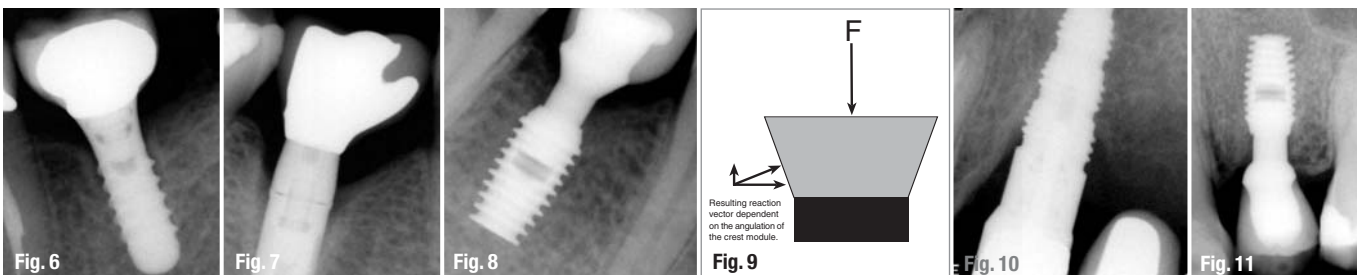 Fig. 6
Fig. 7
Fig. 8
F
Resulting reaction
vector dependent
on the angulation of
the crest module.
Fig. 9
Fig. 10
Fig. 11